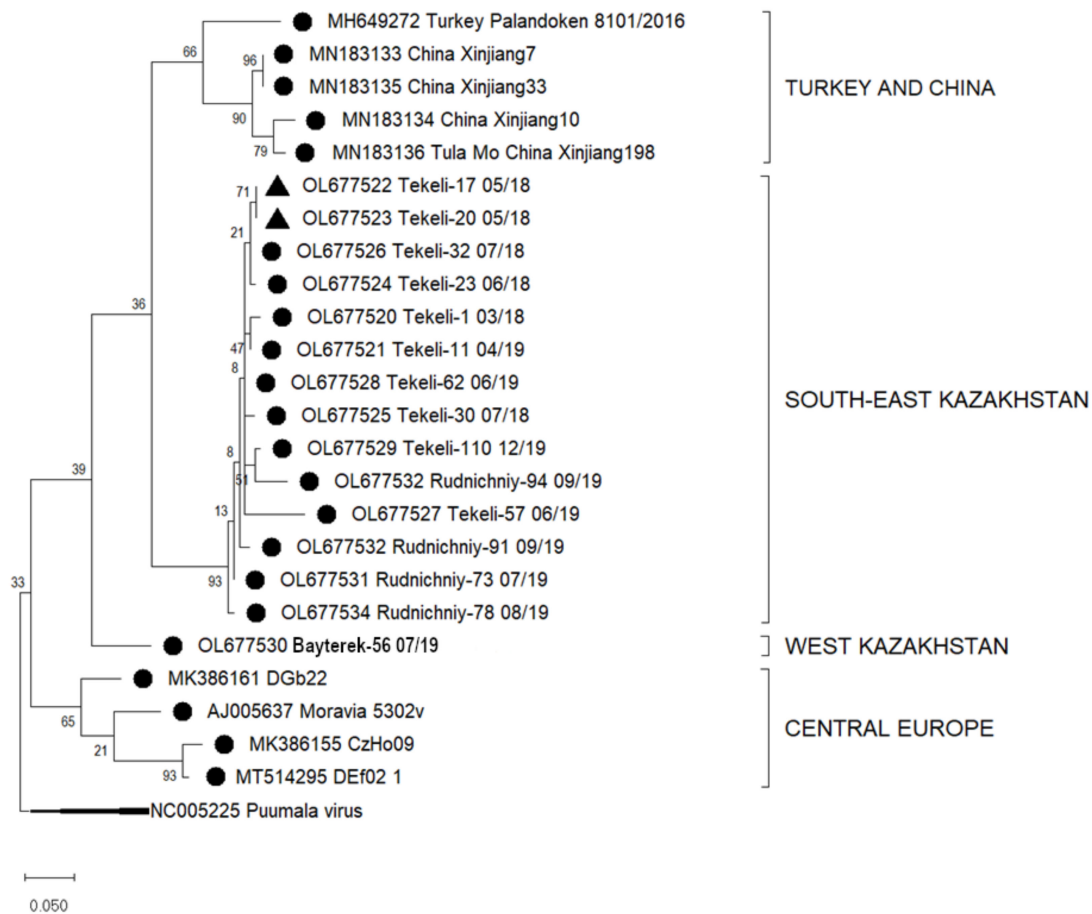 MH649272 Turkey Palandoken 8101/2016
66
96
MN183133 China Xinjiang7
MN183135 China Xinjiang33
TURKEY AND CHINA
90
MN183134 China Xinjiang10
79
MN183136 Tula Mo China Xinjiang198
71
OL677522 Tekeli-17 05/18
OL677523 Tekeli-20 05/18
21
OL677526 Tekeli-32 07/18
OL677524 Tekeli-23 06/18
36
OL677520 Tekeli-1 03/18
47
OL677521 Tekeli-11 04/19
8
OL677528 Tekeli-62 06/19
SOUTH-EAST KAZAKHSTAN
OL677525 Tekeli-30 07/18
8
OL677529 Tekeli-110 12/19
39
51
OL677532 Rudnichniy-94 09/19
13
OL677527 Tekeli-57 06/19
OL677532 Rudnichniy-91 09/19
33
93
OL677531 Rudnichniy-73 07/19
OL677534 Rudnichniy-78 08/19
OL677530 Bayterek-56 07/19
WEST KAZAKHSTAN
MK386161 DGb22
65
AJ005637 Moravia 5302v
CENTRAL EUROPE
21
MK386155 CzHo09
93
MT514295 DEf02 1
NC005225 Puumala virus
0.050